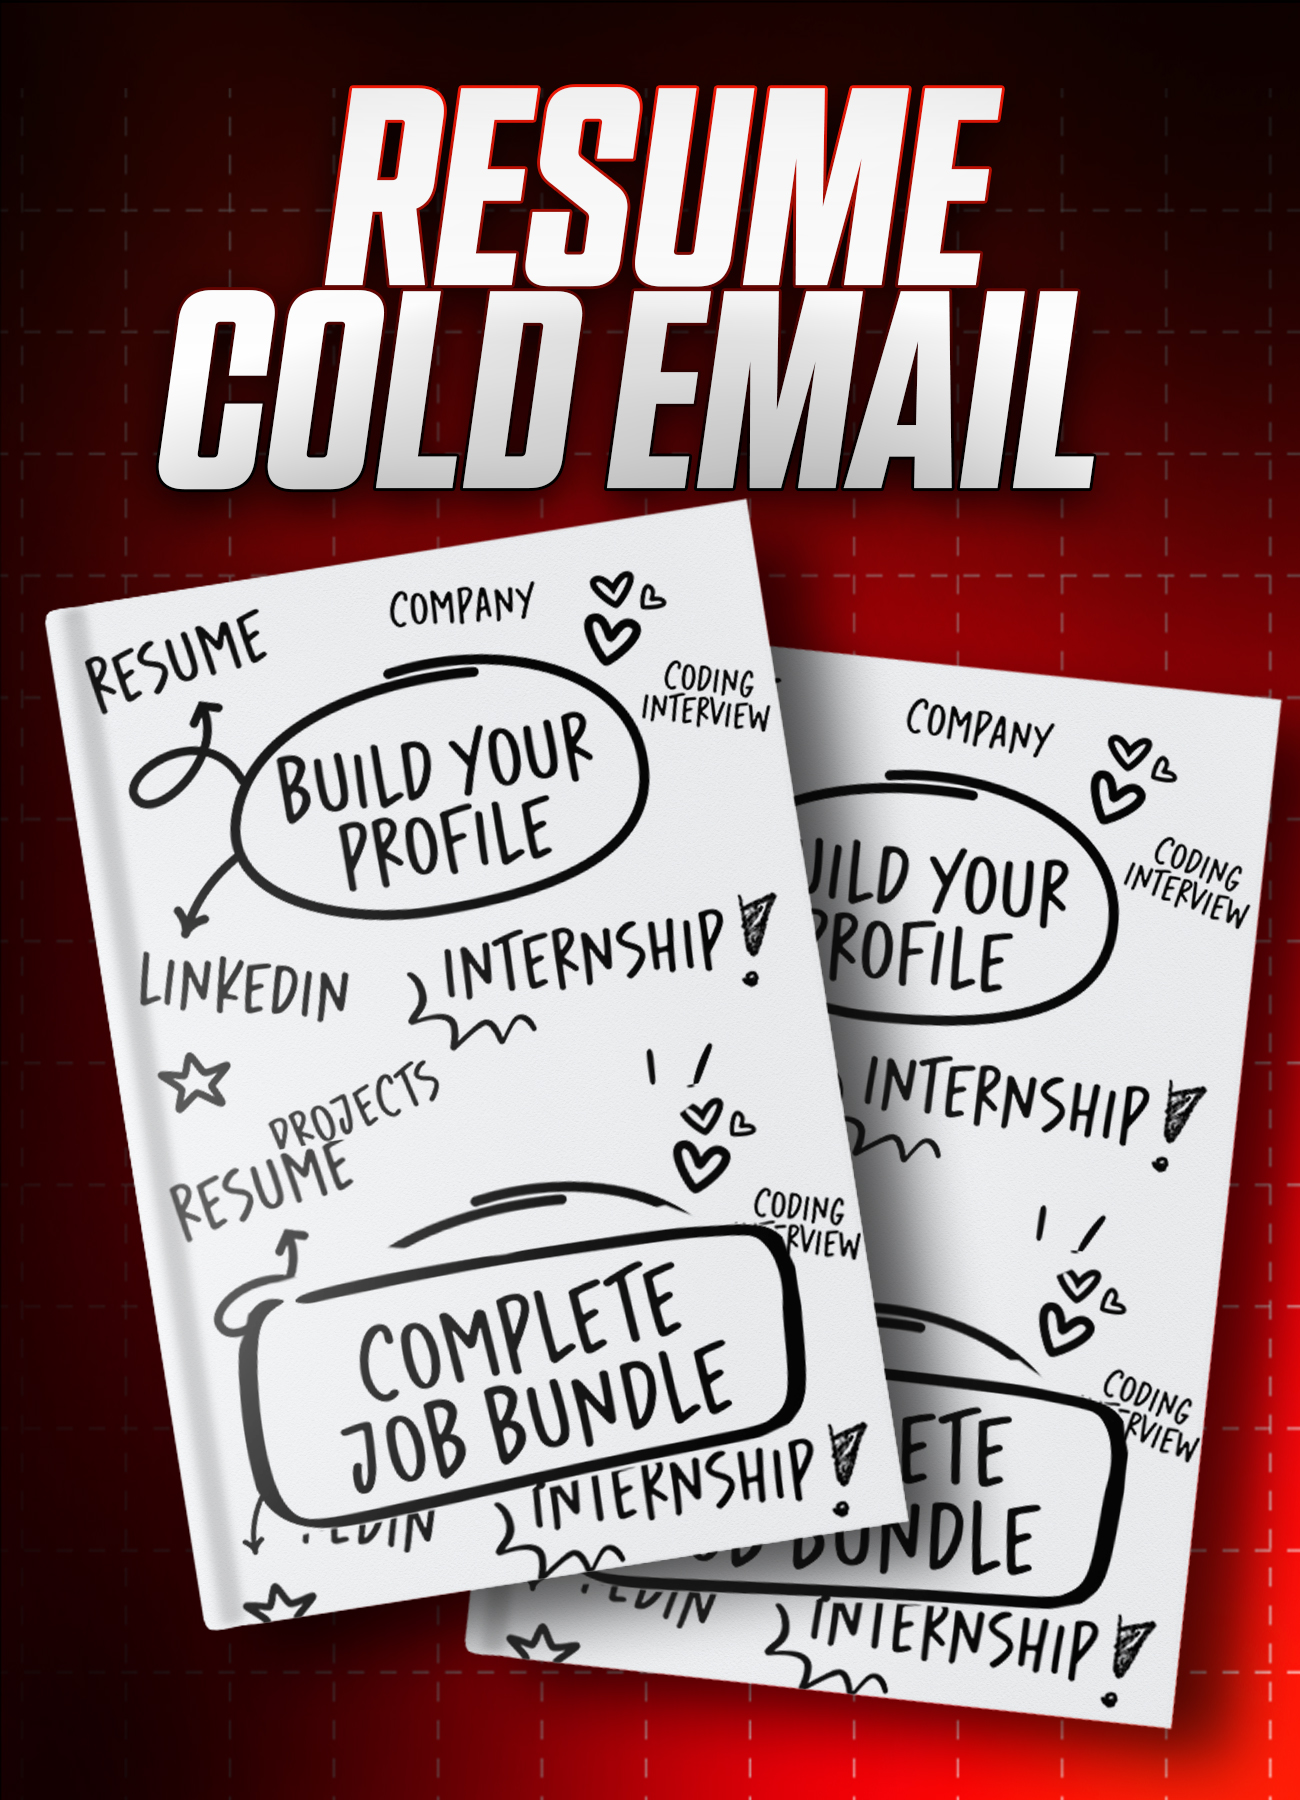 RESUME
COLD EMAIL
RESUME
COMPANY
CODING
INTERVIEW
BUILD YOUR
PROFILE
LINKEDIN
INTERNSHIP!
PROJECTS
RESUME
CODING
COMPLETE
JOB BUNDLE
INTERNSHIP!
COMPANY
CODING
INTERVIEW
YOUR
INTERNSHIP!
CODING
INTERNSHIP!